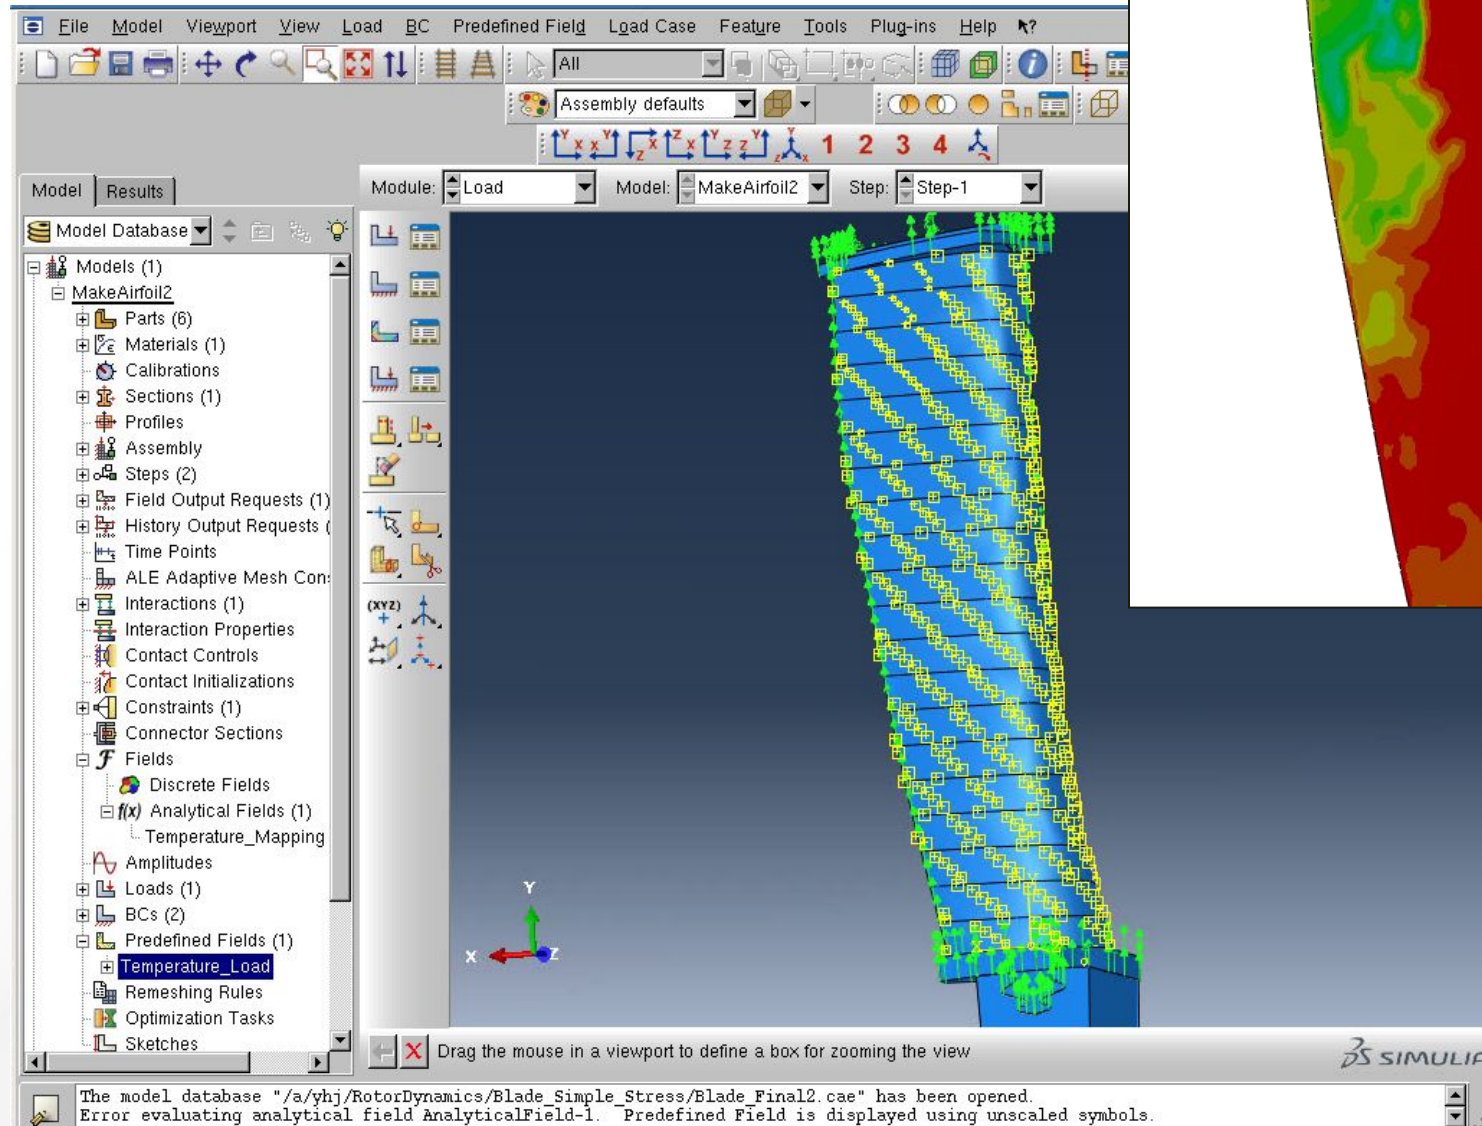 File Model Viewport View Load BC Predefined Field Load Case Feature Tools Plug-ins Help
All
Assembly defaults
Y X X Y Z X Z X Y Z Z Y Y Z X 1 2 3 4
Model Results
Module: Load Model: MakeAirfoil2 Step: Step-1
Model Database
Models (1)
MakeAirfoil2
Parts (6)
Materials (1)
Calibrations
Sections (1)
Profiles
Assembly
Steps (2)
Field Output Requests (1)
History Output Requests (
Time Points
ALE Adaptive Mesh Con
Interactions (1)
Interaction Properties
Contact Controls
Contact Initializations
Constraints (1)
Connector Sections
Fields
Discrete Fields
f(x) Analytical Fields (1)
Temperature_Mapping
Amplitudes
Loads (1)
BCs (2)
Predefined Fields (1)
Temperature_Load
Remeshing Rules
Optimization Tasks
Sketches
(XYZ)
Y
X Z
Drag the mouse in a viewport to define a box for zooming the view
SIMULIA
The model database "/a/yhj/RotorDynamics/Blade_Simple_Stress/Blade_Final2.cae" has been opened.
Error evaluating analytical field AnalyticalField-1. Predefined Field is displayed using unscaled symbols.